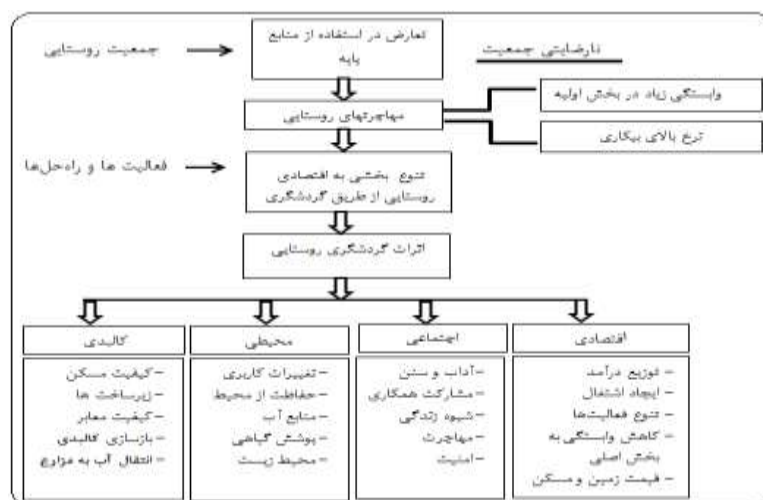 تعارض در استفاده از منابع
پایه
جمعیت روستایی
نارضایتی جمعیت
وابستگی زیاد در بخش اولیه
مهاجرتهای روستایی
نرخ بالای بیکاری
تنوع بخشی به اقتصادی
روستایی از طریق گردشگری
فعالیت ها و راه‌حل‌ها
اثرات گردشگری روستایی
اقتصادی
– توزیع درآمد
– ایجاد اشتغال
– تنوع فعالیت‌ها
– کاهش وابستگی به
بخش اصلی
– قیمت زمین و مسکن
اجتماعی
– آداب و سنن
– مشارکت همکاری
– شیوه زندگی
– مهاجرت
– امنیت
محیطی
– تغییرات کاربری
– حفاظت از محیط
– منابع آب
– پوشش گیاهی
– محیط زیست
کالبدی
– کیفیت مسکن
– زیرساخت ها
– کیفیت معابر
– بازسازی کالبدی
– انتقال آب به مزارع